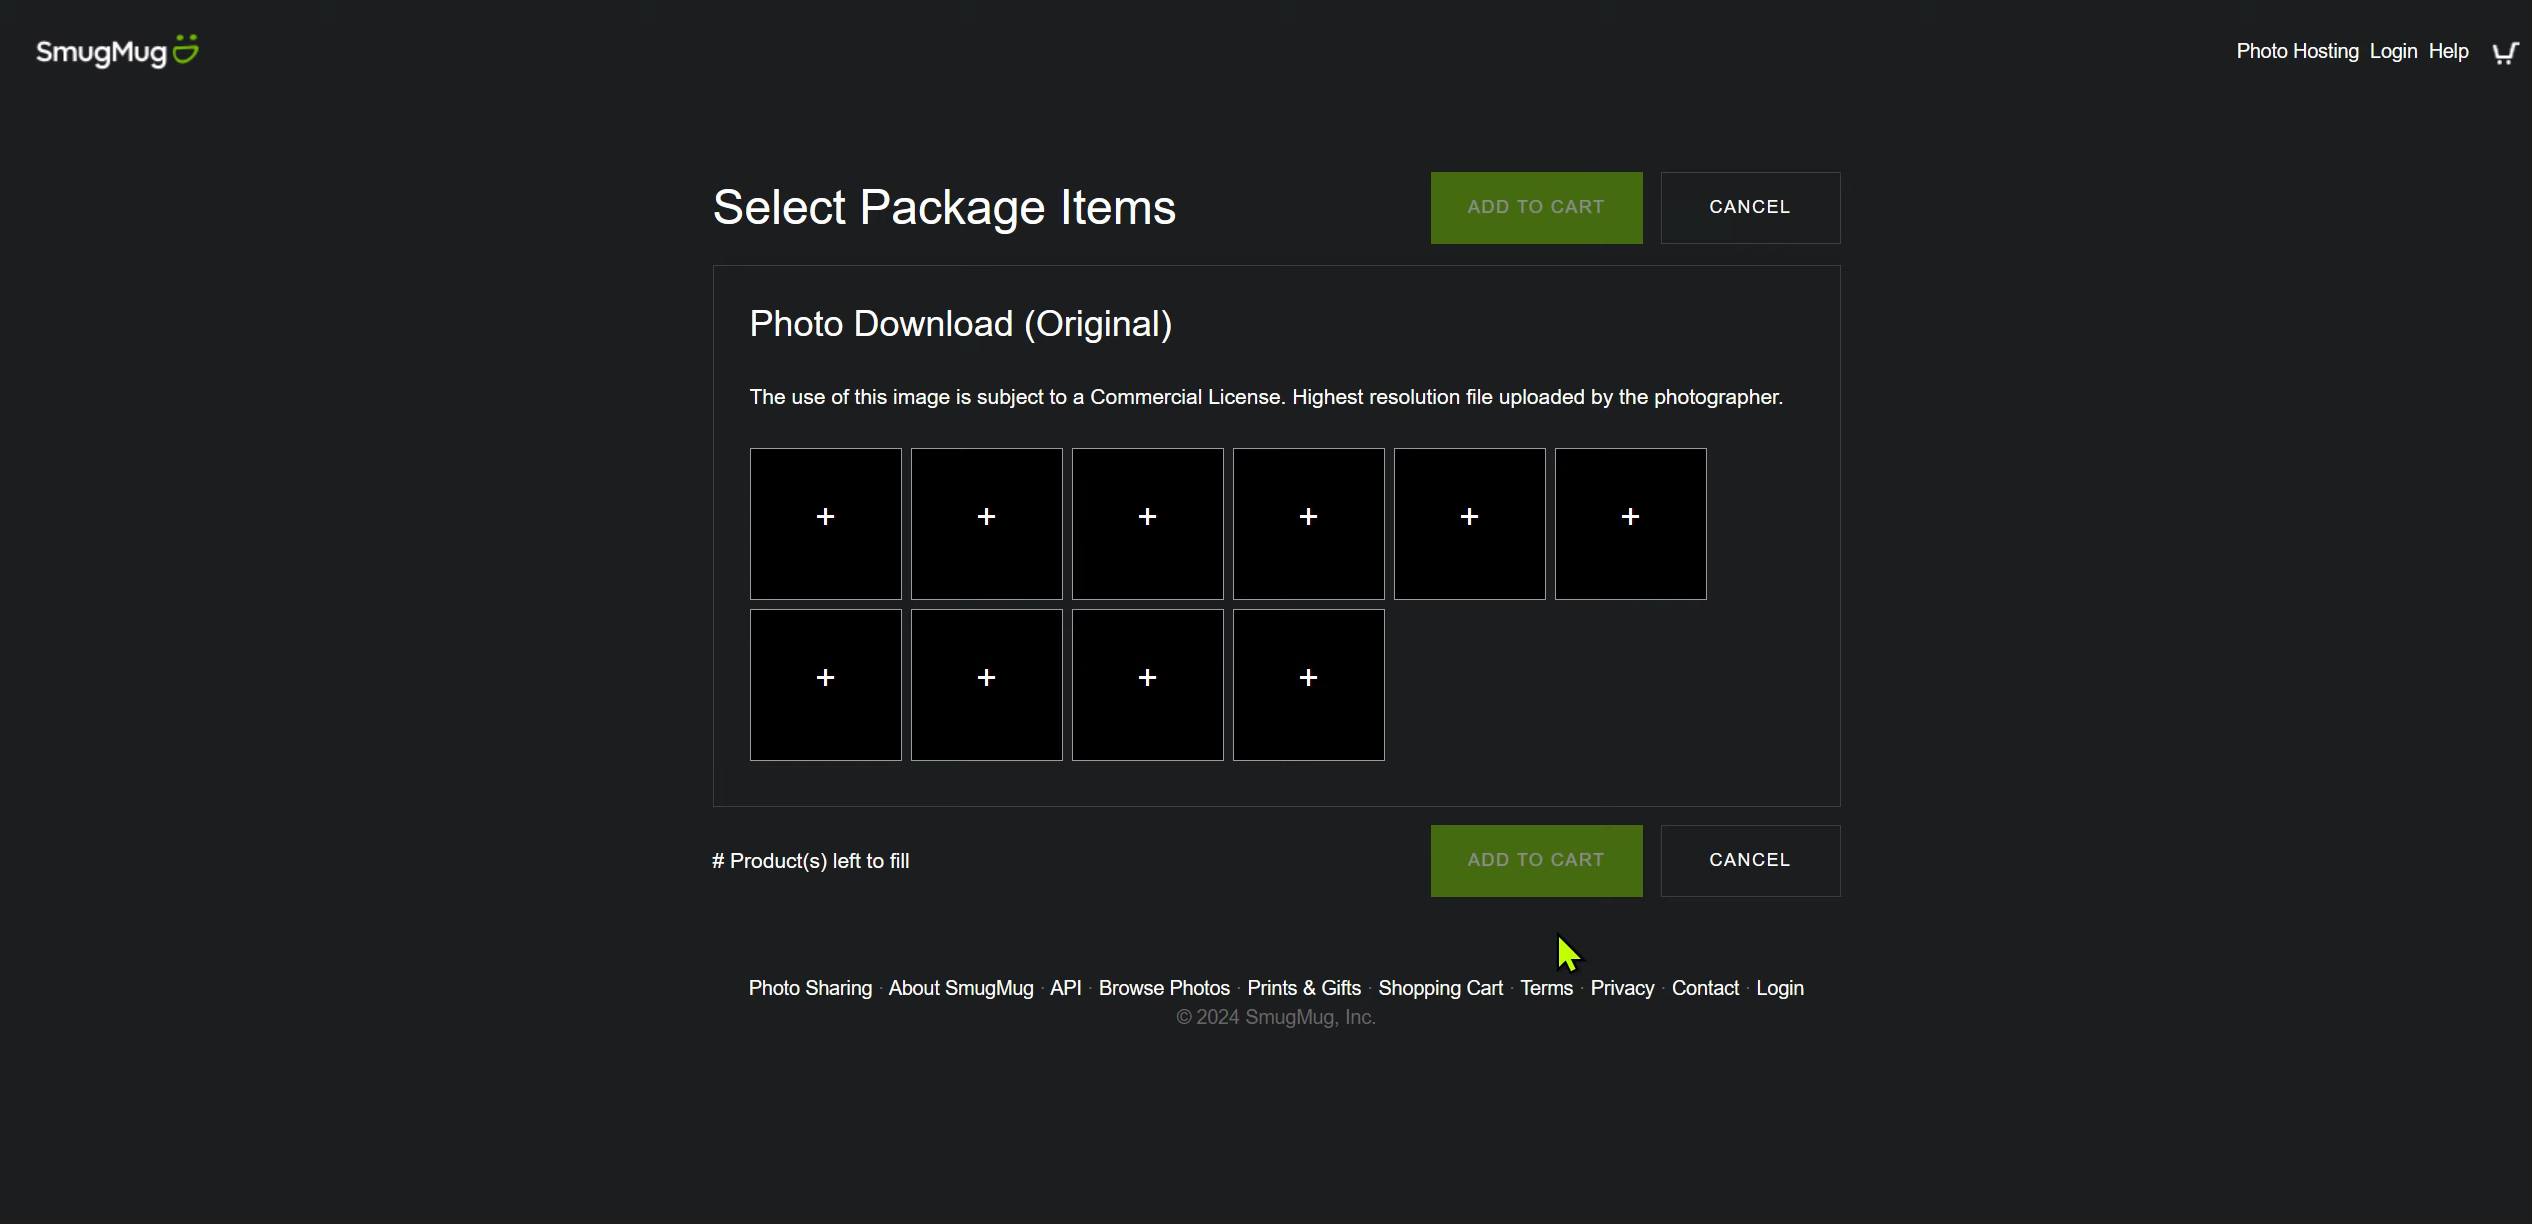 SmugMug
Photo Hosting Login Help
Select Package Items
ADD TO CART
CANCEL
Photo Download (Original)
The use of this image is subject to a Commercial License. Highest resolution file uploaded by the photographer.
+ + + + + +
+ + + +
# Product(s) left to fill
ADD TO CART
CANCEL
Photo Sharing · About SmugMug · API · Browse Photos · Prints & Gifts · Shopping Cart · Terms · Privacy · Contact · Login
© 2024 SmugMug, Inc.